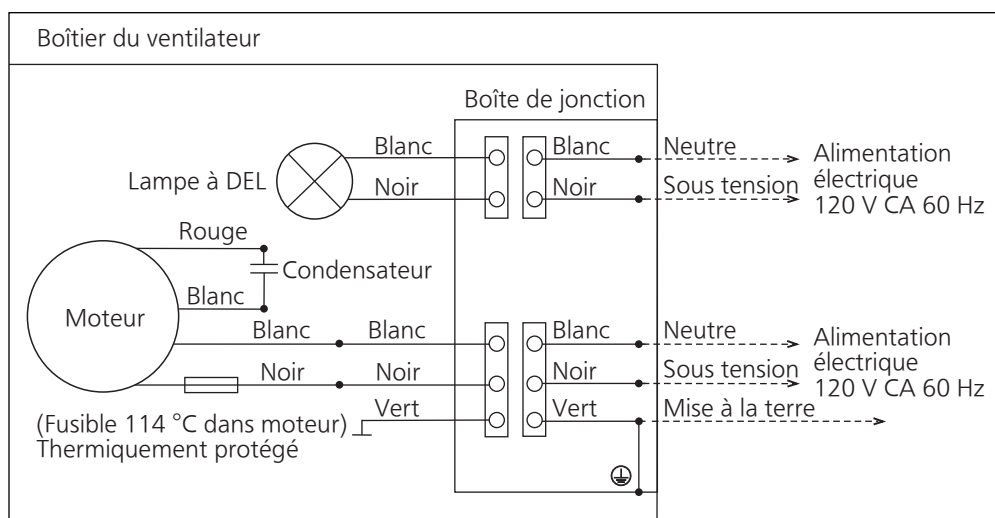 Boîtier du ventilateur
Boîte de jonction
Blanc
Blanc
Neutre
Lampe à DEL
Noir
Noir
Sous tension
Alimentation
électrique
120 V CA 60 Hz
Rouge
Condensateur
Blanc
Moteur
Blanc
Blanc
Blanc
Neutre
Noir
Noir
Noir
Sous tension
Alimentation
électrique
120 V CA 60 Hz
Vert
Vert
Mise à la terre
(Fusible 114 °C dans moteur)
Thermiquement protégé